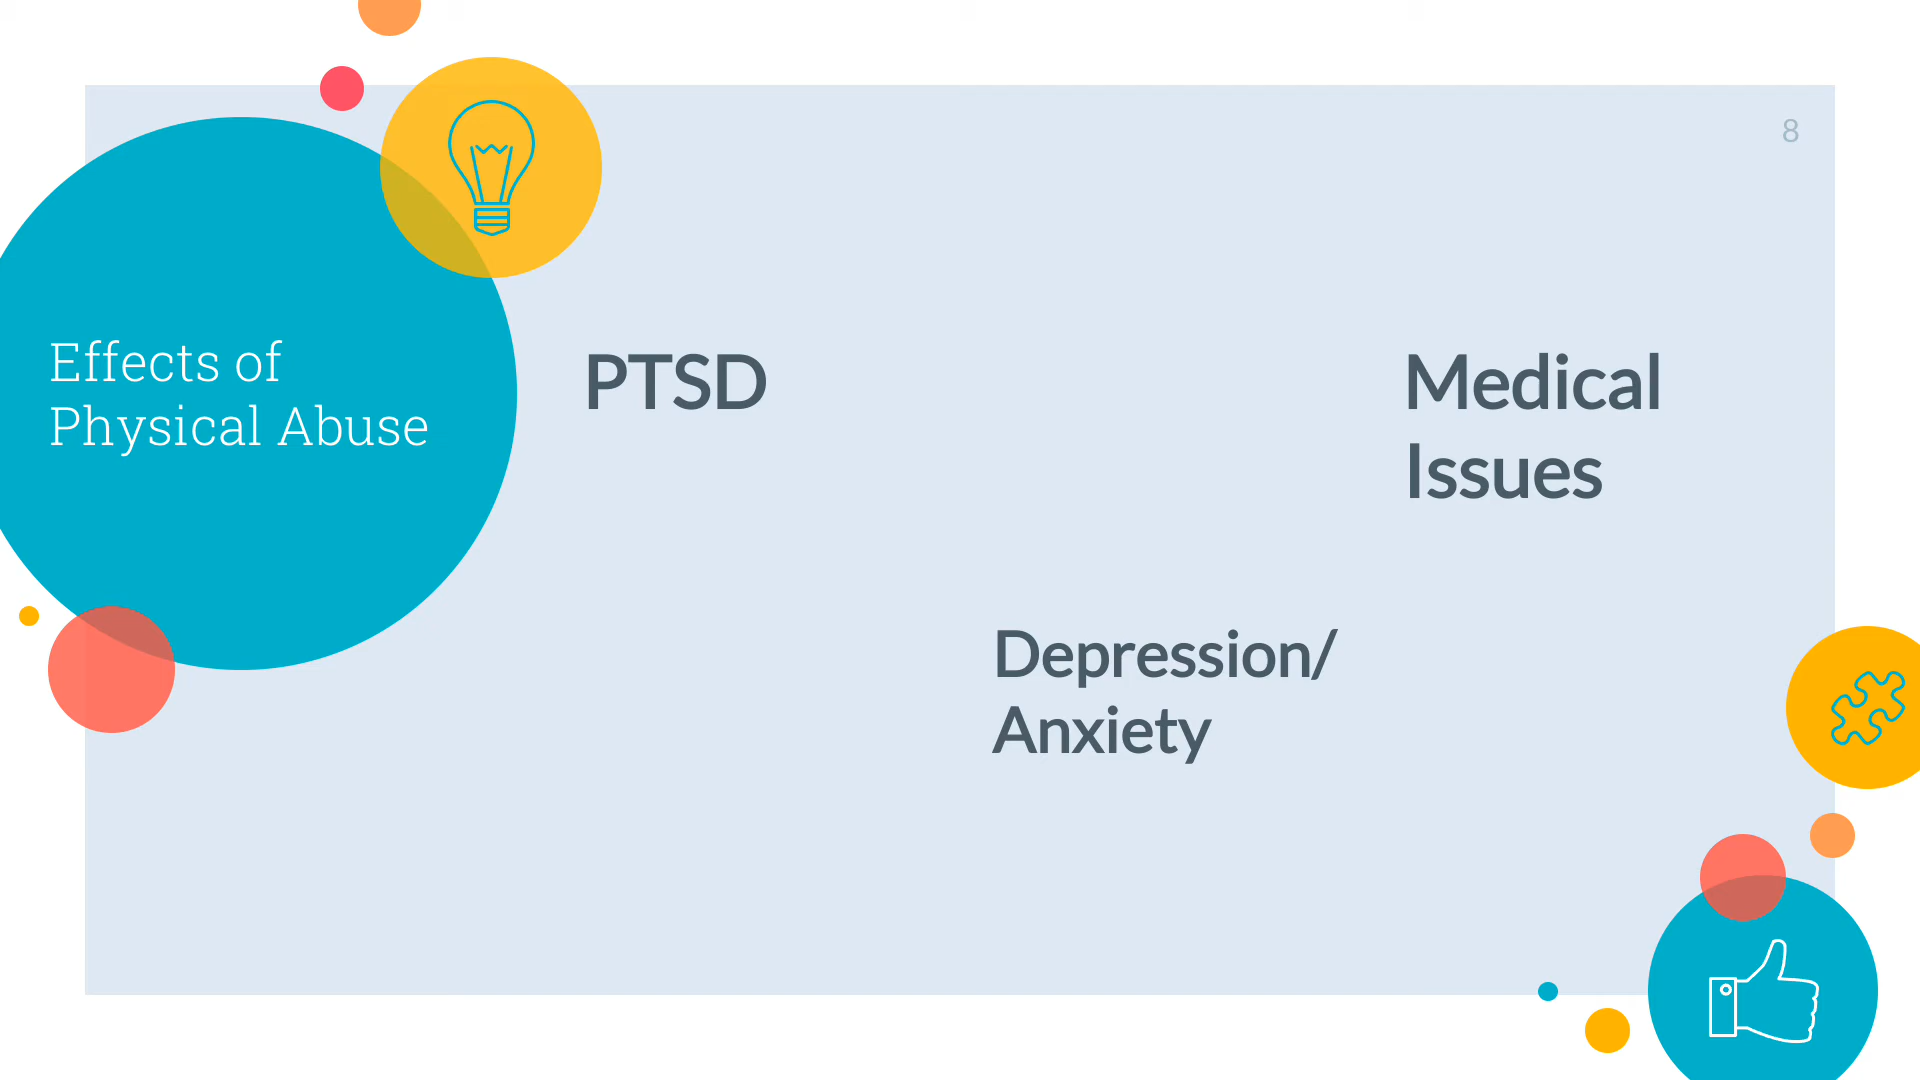 8
Effects of
Physical Abuse
PTSD
Medical
Issues
Depression/
Anxiety